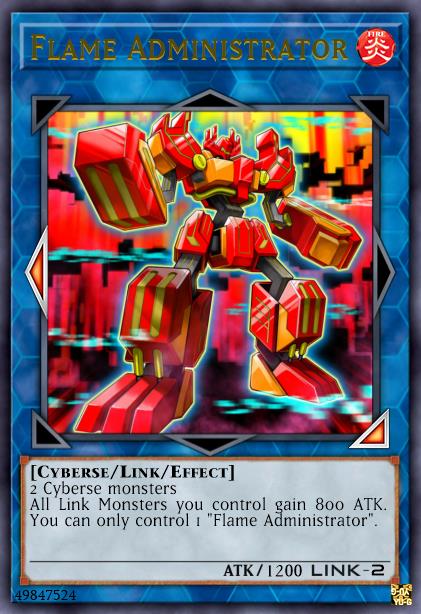 FLAME ADMINISTRATOR
FIRE
炎
[CYBERSE/LINK/EFFECT]
2 Cyberse monsters
All Link Monsters you control gain 800 ATK.
You can only control 1 "Flame Administrator".
ATK/1200 LINK-2
49847524